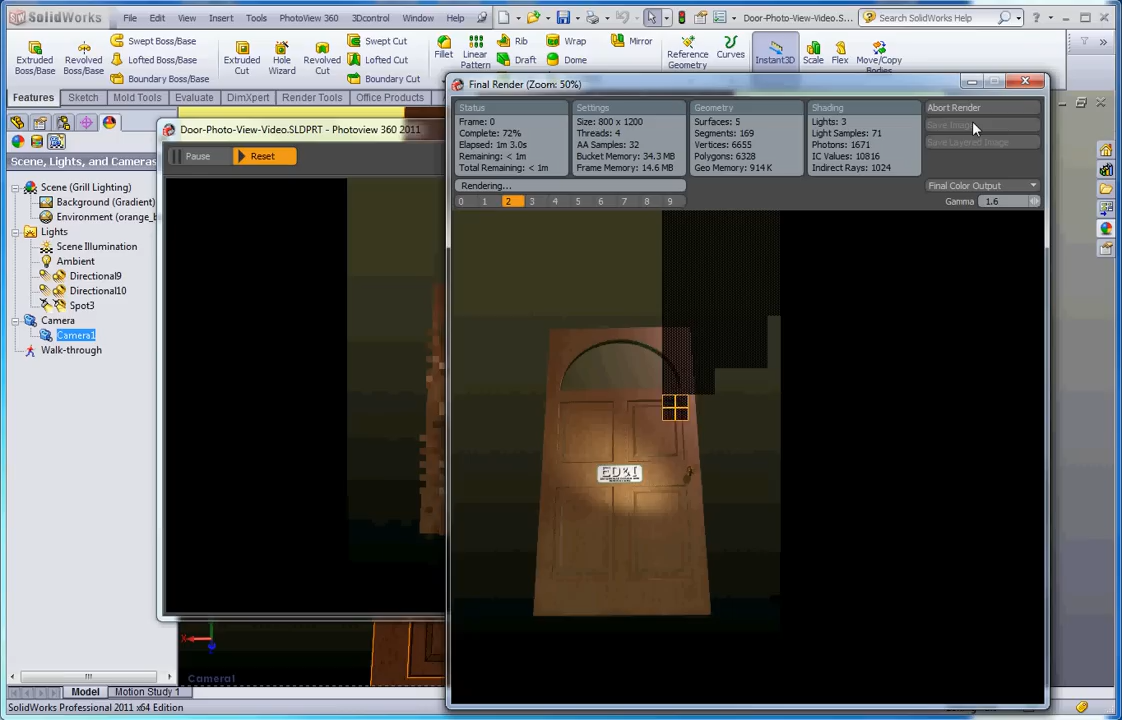 SolidWorks File Edit View Insert Tools PhotoView 360 3Dcontrol Window Help Door-Photo-View-Video.S... Search SolidWorks Help
Extruded Boss/Base
Revolved Boss/Base
Swept Boss/Base
Lofted Boss/Base
Boundary Boss/Base
Extruded Cut
Hole Wizard
Revolved Cut
Swept Cut
Lofted Cut
Boundary Cut
Fillet
Linear Pattern
Rib
Draft
Wrap
Dome
Mirror
Reference Geometry
Curves
Instant3D
Scale
Flex
Move/Copy Bodies
Features Sketch Mold Tools Evaluate DimXpert Render Tools Office Products
Scene, Lights, and Cameras
Scene (Grill Lighting)
Background (Gradient)
Environment (orange_b
Lights
Scene Illumination
Ambient
Directional9
Directional10
Spot3
Camera
Camera1
Walk-through
Door-Photo-View-Video.SLDPRT - Photoview 360 2011
Pause Reset
Final Render (Zoom: 50%)
Status
Frame: 0
Complete: 72%
Elapsed: 1m 3.0s
Remaining: < 1m
Total Remaining: < 1m
Settings
Size: 800 x 1200
Threads: 4
AA Samples: 32
Bucket Memory: 34.3 MB
Frame Memory: 14.6 MB
Geometry
Surfaces: 5
Segments: 169
Vertices: 6655
Polygons: 6328
Geo Memory: 914 K
Shading
Lights: 3
Light Samples: 71
Photons: 1671
IC Values: 10816
Indirect Rays: 1024
Abort Render
Save Image
Save Layered Image
Rendering...
Final Color Output
0 1 2 3 4 5 6 7 8 9
Gamma 1.6
X
Camera1
Model Motion Study 1
SolidWorks Professional 2011 x64 Edition